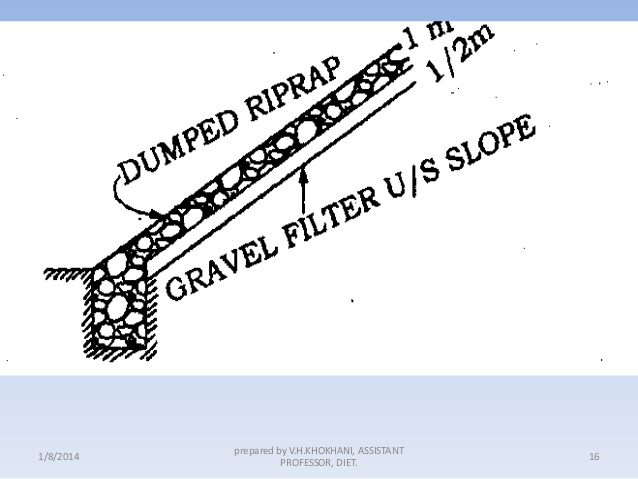 1 m
1/2m
DUMPED RIPRAP
GRAVEL FILTER U/S SLOPE
1/8/2014
prepared by V.H.KHOKHANI, ASSISTANT
PROFESSOR, DIET.
16